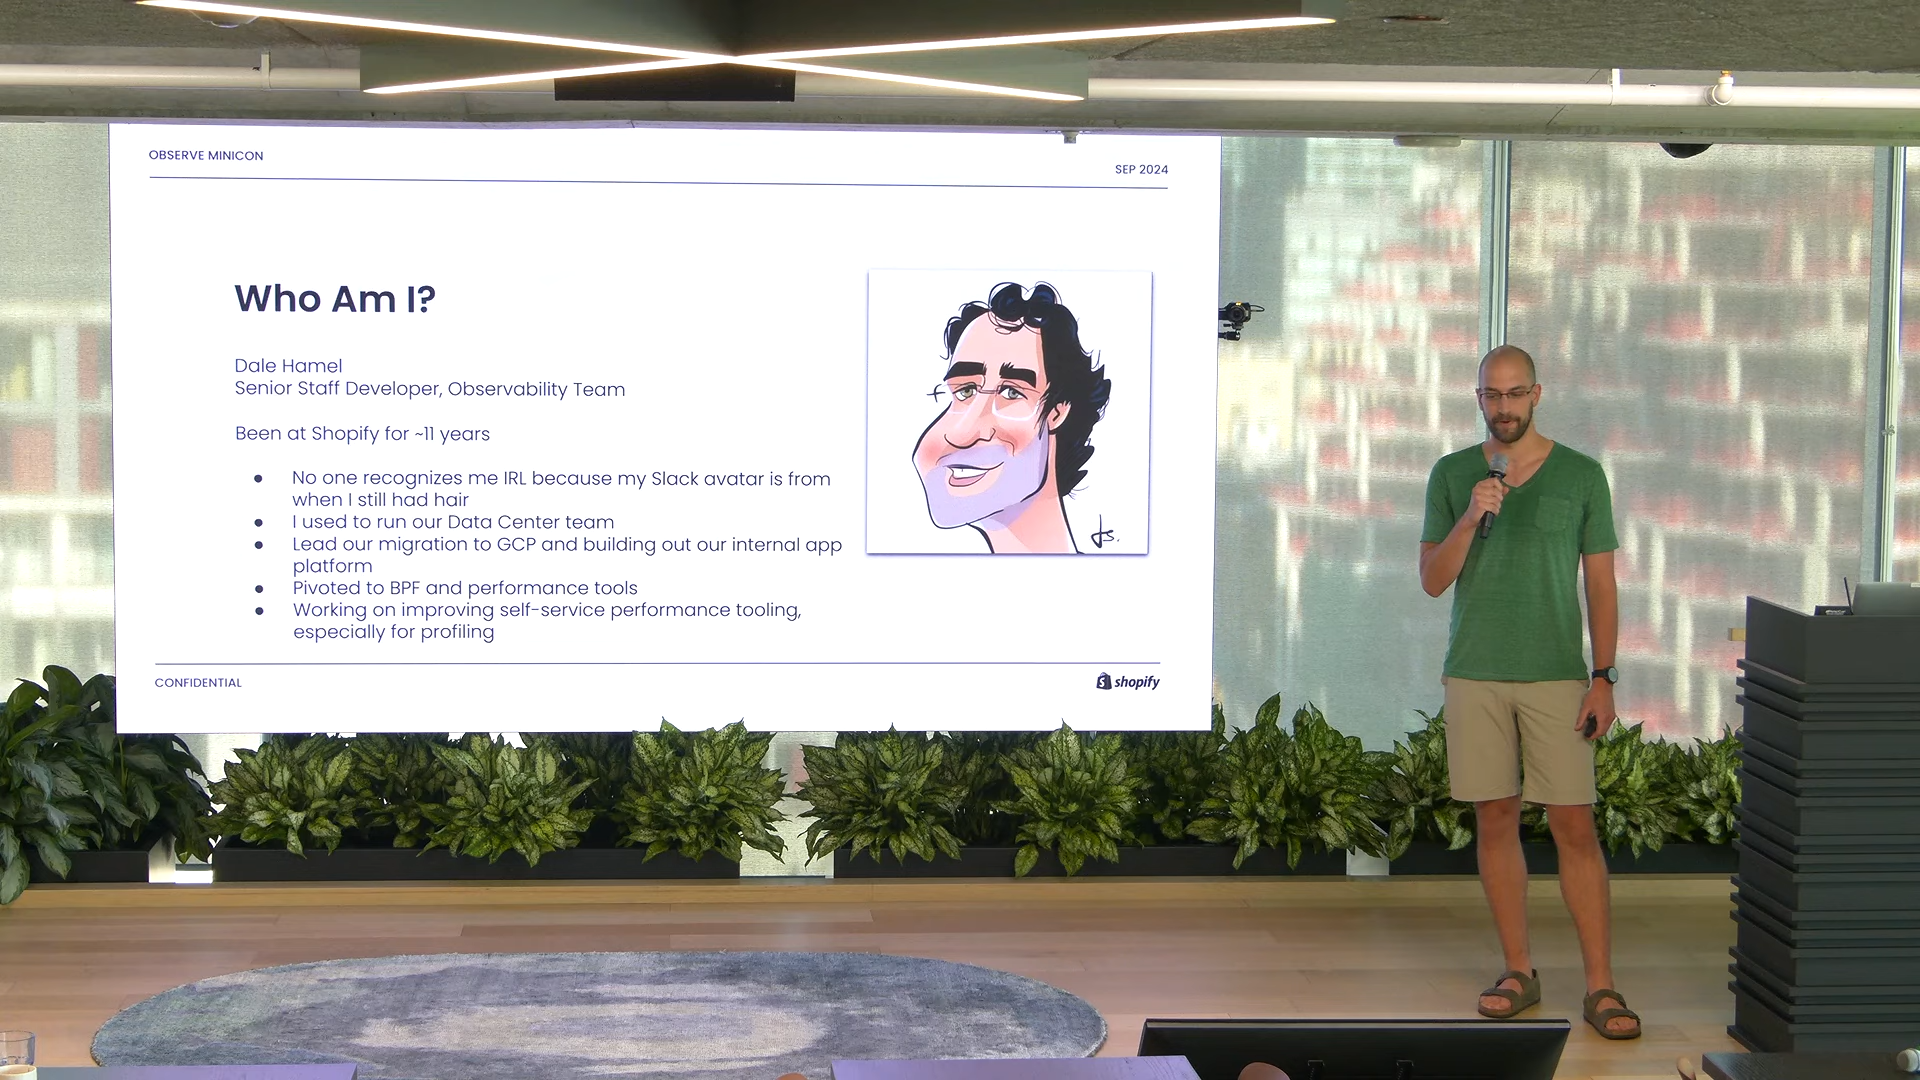 OBSERVE MINICON
SEP 2024
Who Am I?
Dale Hamel
Senior Staff Developer, Observability Team
Been at Shopify for ~11 years
● No one recognizes me IRL because my Slack avatar is from
when I still had hair
● I used to run our Data Center team
● Lead our migration to GCP and building out our internal app
platform
● Pivoted to BPF and performance tools
● Working on improving self-service performance tooling,
especially for profiling
Js.
CONFIDENTIAL
shopify